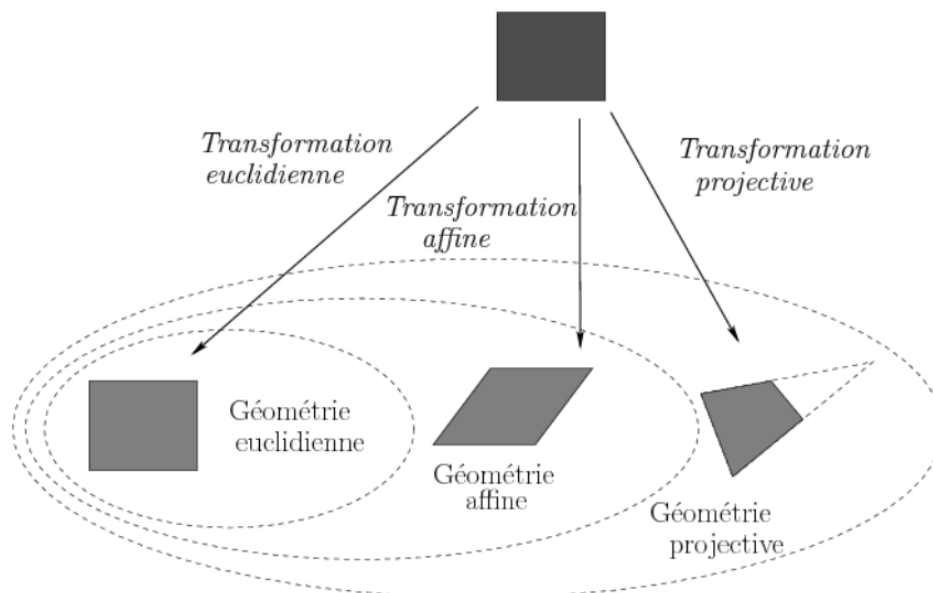 Transformation
euclidienne
Transformation
projective
Transformation
affine
Géométrie
euclidienne
Géométrie
affine
Géométrie
projective